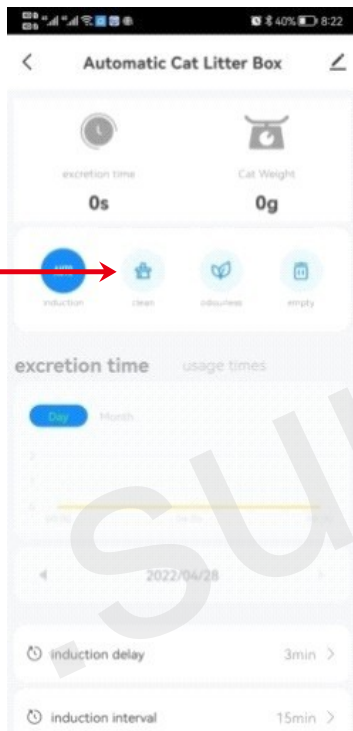 40% 8:22
Automatic Cat Litter Box
excretion time Cat Weight
0s 0g
AUTO
induction clean odourless empty
excretion time usage times
Day Month
2022/04/28
induction delay 3min
induction interval 15min